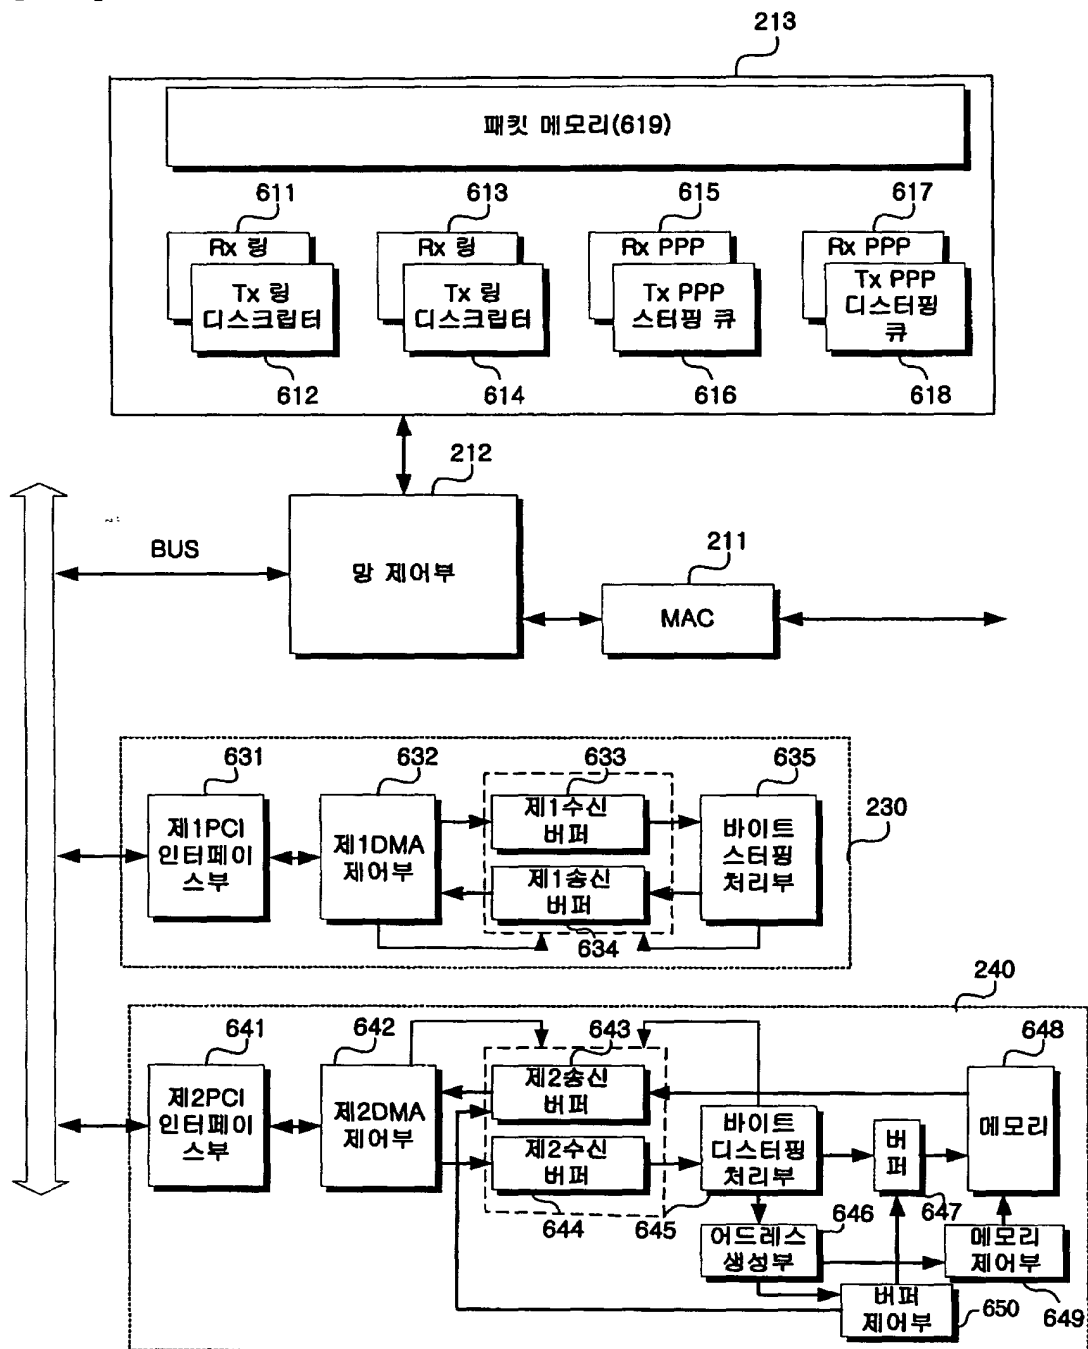 213
패킷 메모리(619)
611
613
615
617
Rx 링
Rx 링
Rx PPP
Rx PPP
Tx 링
디스크립터
Tx 링
디스크립터
Tx PPP
스터핑 큐
Tx PPP
디스터핑
큐
612
614
616
618
212
BUS
망 제어부
211
MAC
631
632
633
635
230
제1PCI
인터페이
스부
제1DMA
제어부
제1수신
버퍼
제1송신
버퍼
634
바이트
스터핑
처리부
240
641
642
643
648
제2PCI
인터페이
스부
제2DMA
제어부
제2송신
버퍼
제2수신
버퍼
644
바이트
디스터핑
처리부
645
버
퍼
647
메모리
646
어드레스
생성부
메모리
제어부
649
버퍼
제어부
650